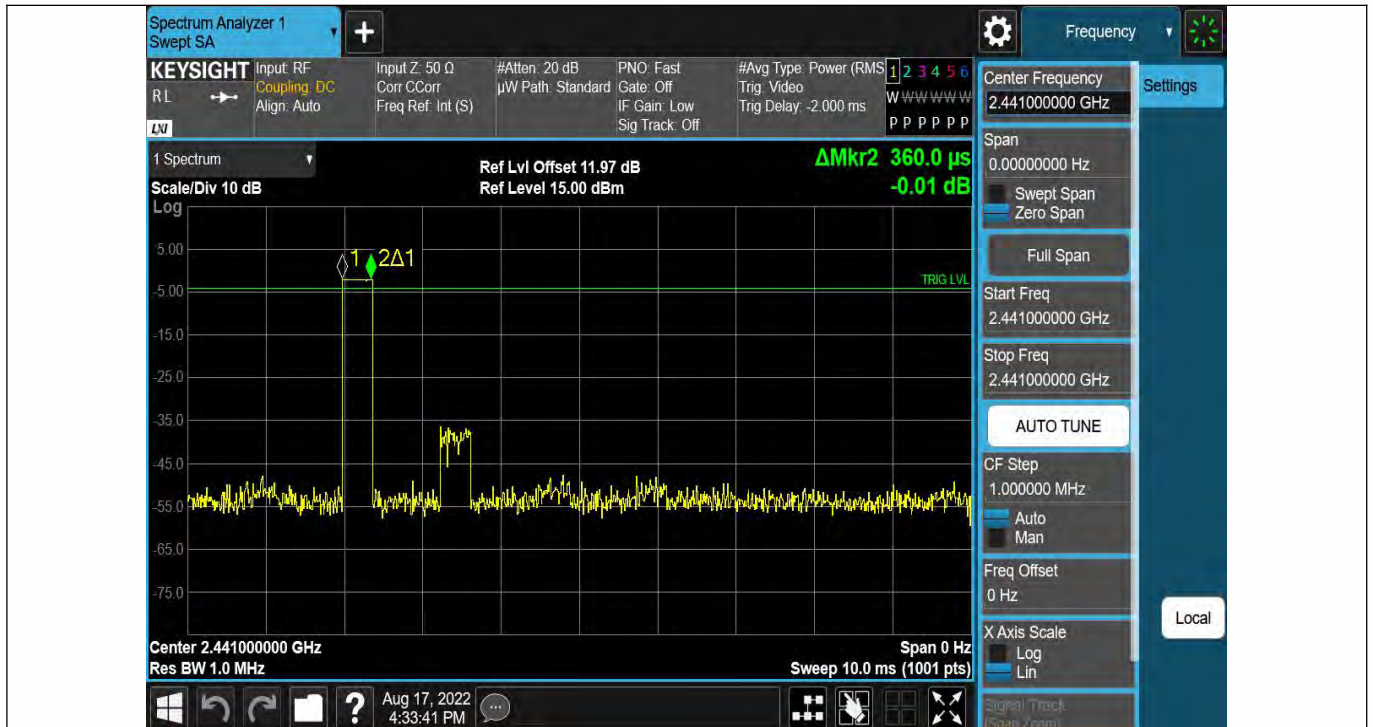 Spectrum Analyzer 1
Swept SA
Frequency
KEYSIGHT
RL
LXI
Input: RF
Coupling: DC
Align: Auto
Input Z: 50 Ω
Corr CCorr
Freq Ref: Int (S)
#Atten: 20 dB
µW Path: Standard
PNO: Fast
Gate: Off
IF Gain: Low
Sig Track: Off
#Avg Type: Power (RMS
Trig: Video
Trig Delay: -2.000 ms
1 2 3 4 5 6
W W W W W W
P P P P P P
1 Spectrum
Scale/Div 10 dB
Log
Ref Lvl Offset 11.97 dB
Ref Level 15.00 dBm
ΔMkr2 360.0 µs
-0.01 dB
5.00
-5.00
-15.0
-25.0
-35.0
-45.0
-55.0
-65.0
-75.0
1
2Δ1
TRIG LVL
Center 2.441000000 GHz
Res BW 1.0 MHz
Span 0 Hz
Sweep 10.0 ms (1001 pts)
Center Frequency
2.441000000 GHz
Settings
Span
0.00000000 Hz
Swept Span
Zero Span
Full Span
Start Freq
2.441000000 GHz
Stop Freq
2.441000000 GHz
AUTO TUNE
CF Step
1.000000 MHz
Auto
Man
Freq Offset
0 Hz
X Axis Scale
Log
Lin
Signal Track
(Span Zoom)
Local
?
Aug 17, 2022
4:33:41 PM